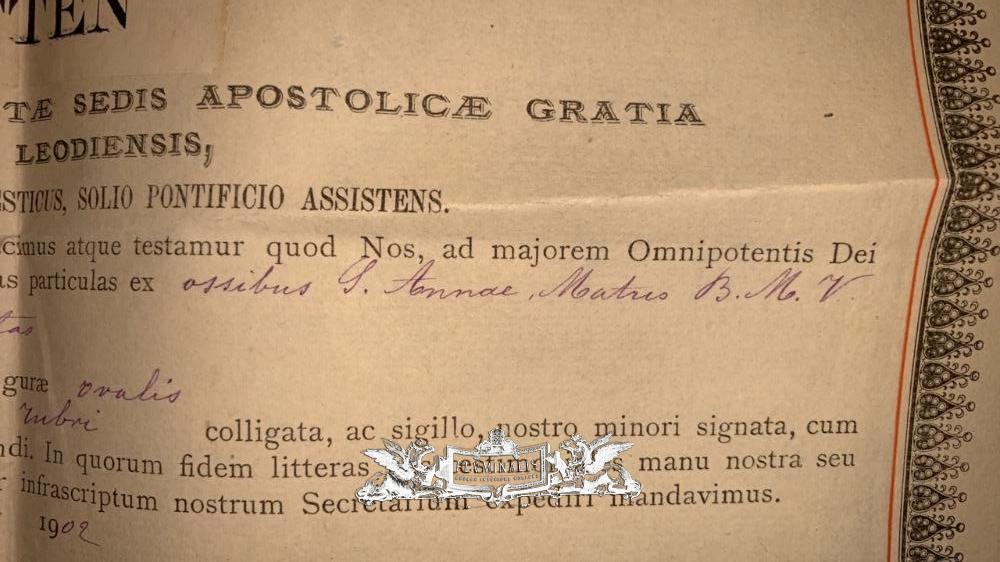 TEN
TÆ SEDIS APOSTOLICÆ GRATIA
LEODIENSIS,
STICUS, SOLIO PONTIFICIO ASSISTENS.
cimus atque testamur quod Nos, ad majorem Omnipotentis Dei
as particulas ex ossibus S. Annae, Matris B. M. V.
tas
guræ ovalis
rubri colligata, ac sigillo nostro minori signata, cum
ndi. In quorum fidem litteras manu nostra seu
r infrascriptum nostrum Secretarium expediri mandavimus.
1902